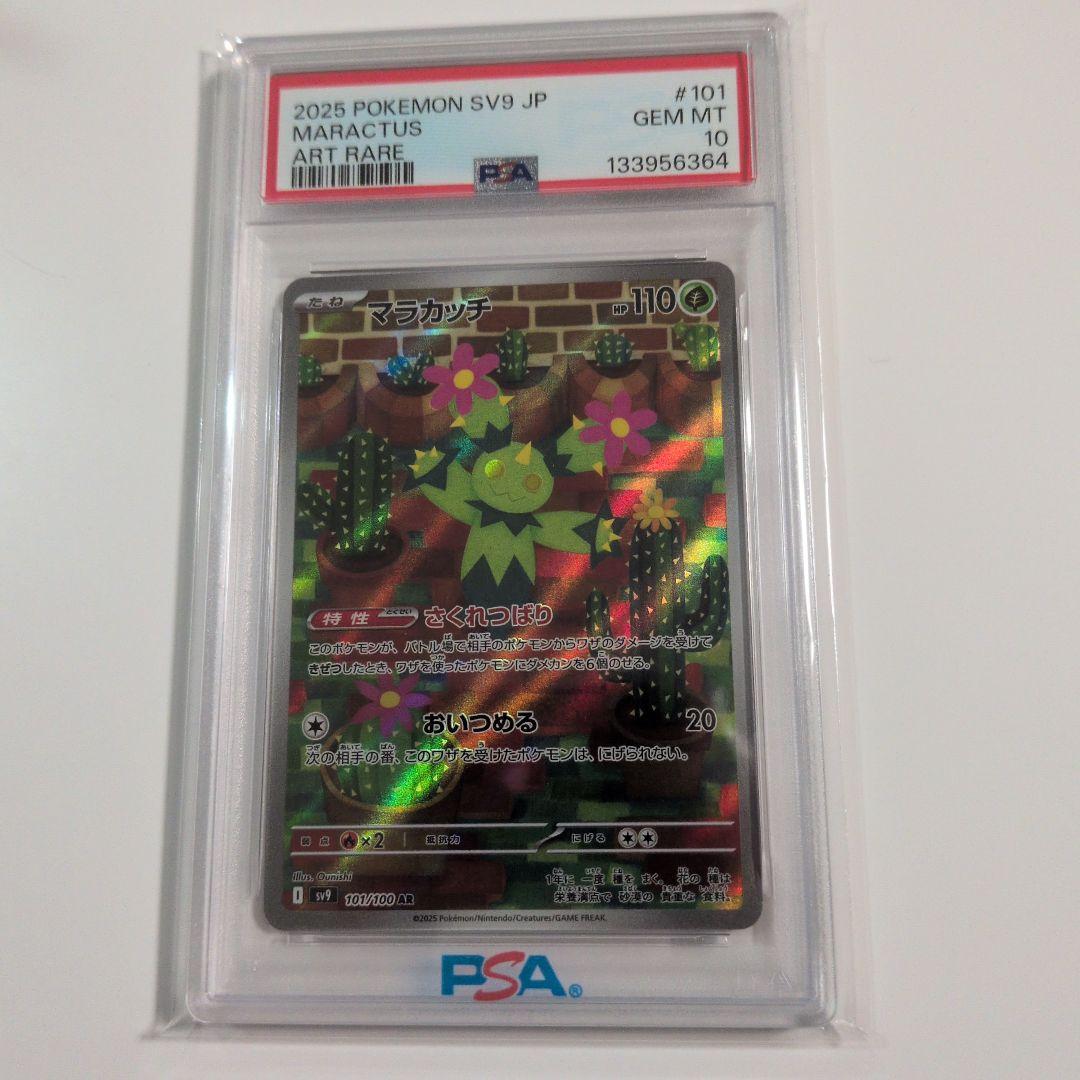 2025 POKEMON SV9 JP #101
MARACTUS GEM MT
ART RARE 10
PSA 133956364
たね マラカッチ HP 110
特性 とくせい さくれつばり
このポケモンが、バトル場で相手のポケモンからワザのダメージを受けて
きぜつしたとき、ワザを使ったポケモンにダメカンを6個のせる。
おいつめる 20
次の相手の番、このワザを受けたポケモンは、にげられない。
弱点 ×2 抵抗力 にげる
Illus. Ounishi
I sv9 101/100 AR
1年に 一度 種を まく。 花の 種は
栄養満点で 砂漠の 貴重な 食料。
©2025 Pokémon/Nintendo/Creatures/GAME FREAK.
PSA®